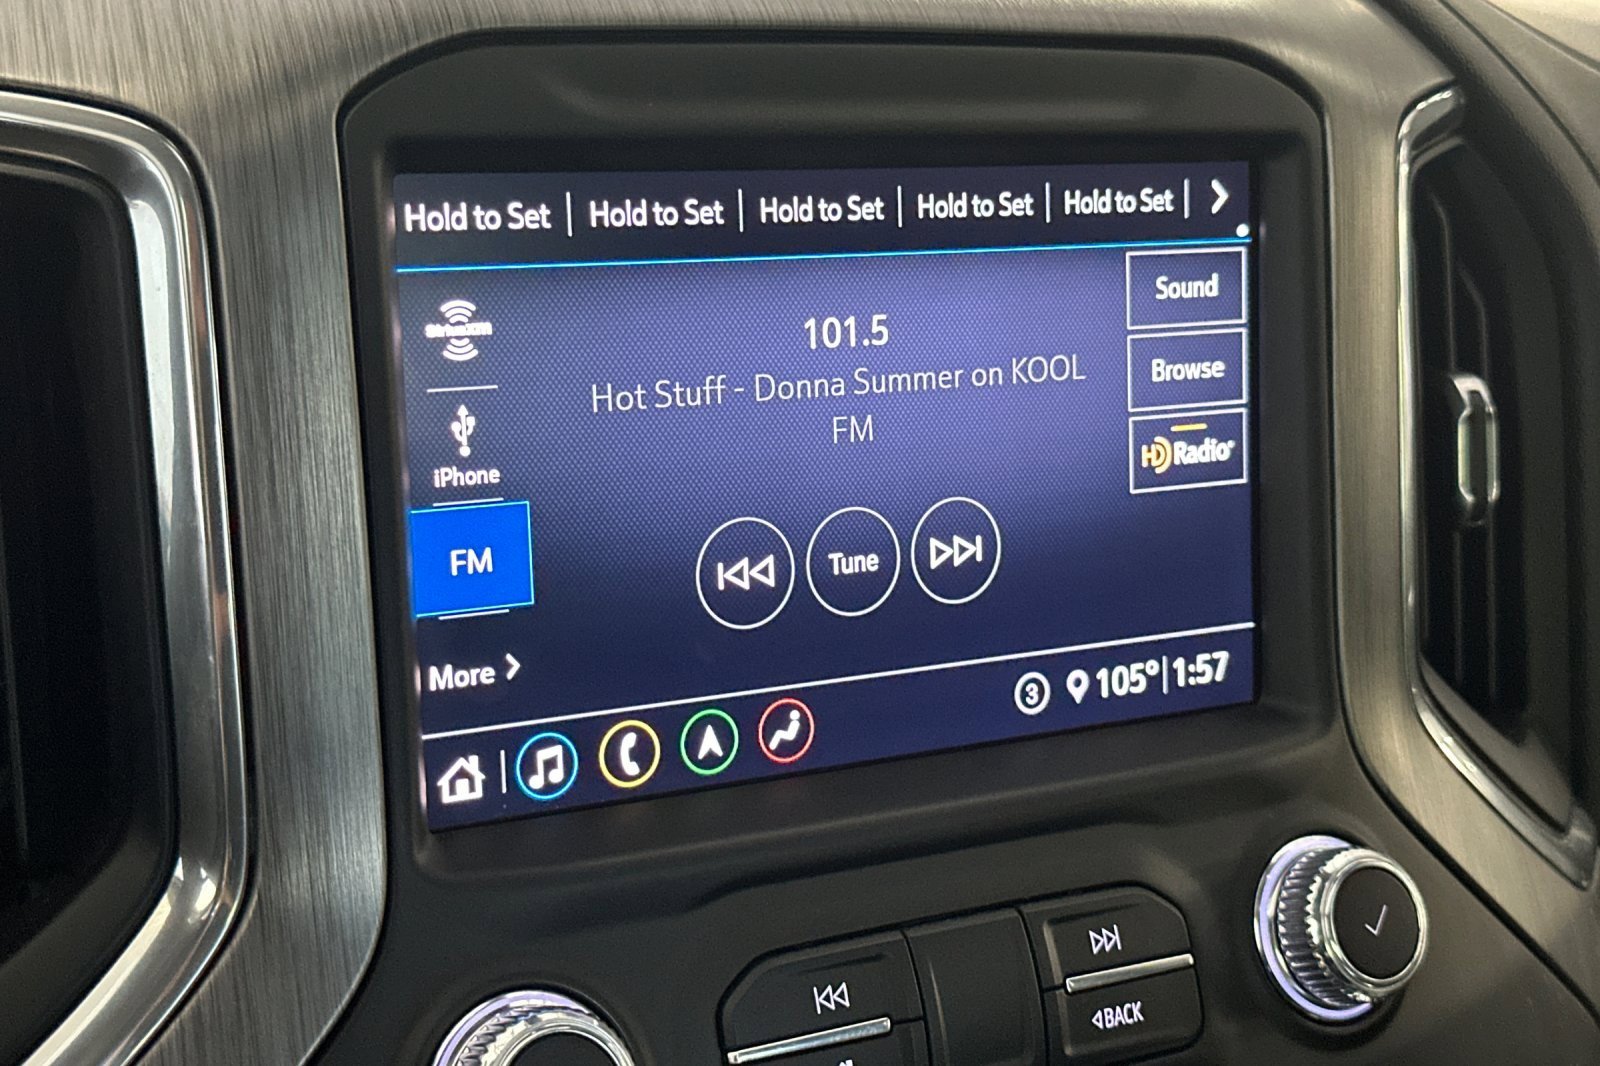 Hold to Set | Hold to Set | Hold to Set | Hold to Set | Hold to Set |
SiriusXM
iPhone
FM
More
101.5
Hot Stuff - Donna Summer on KOOL
FM
Tune
Sound
Browse
HD Radio
3 105° | 1:57
BACK